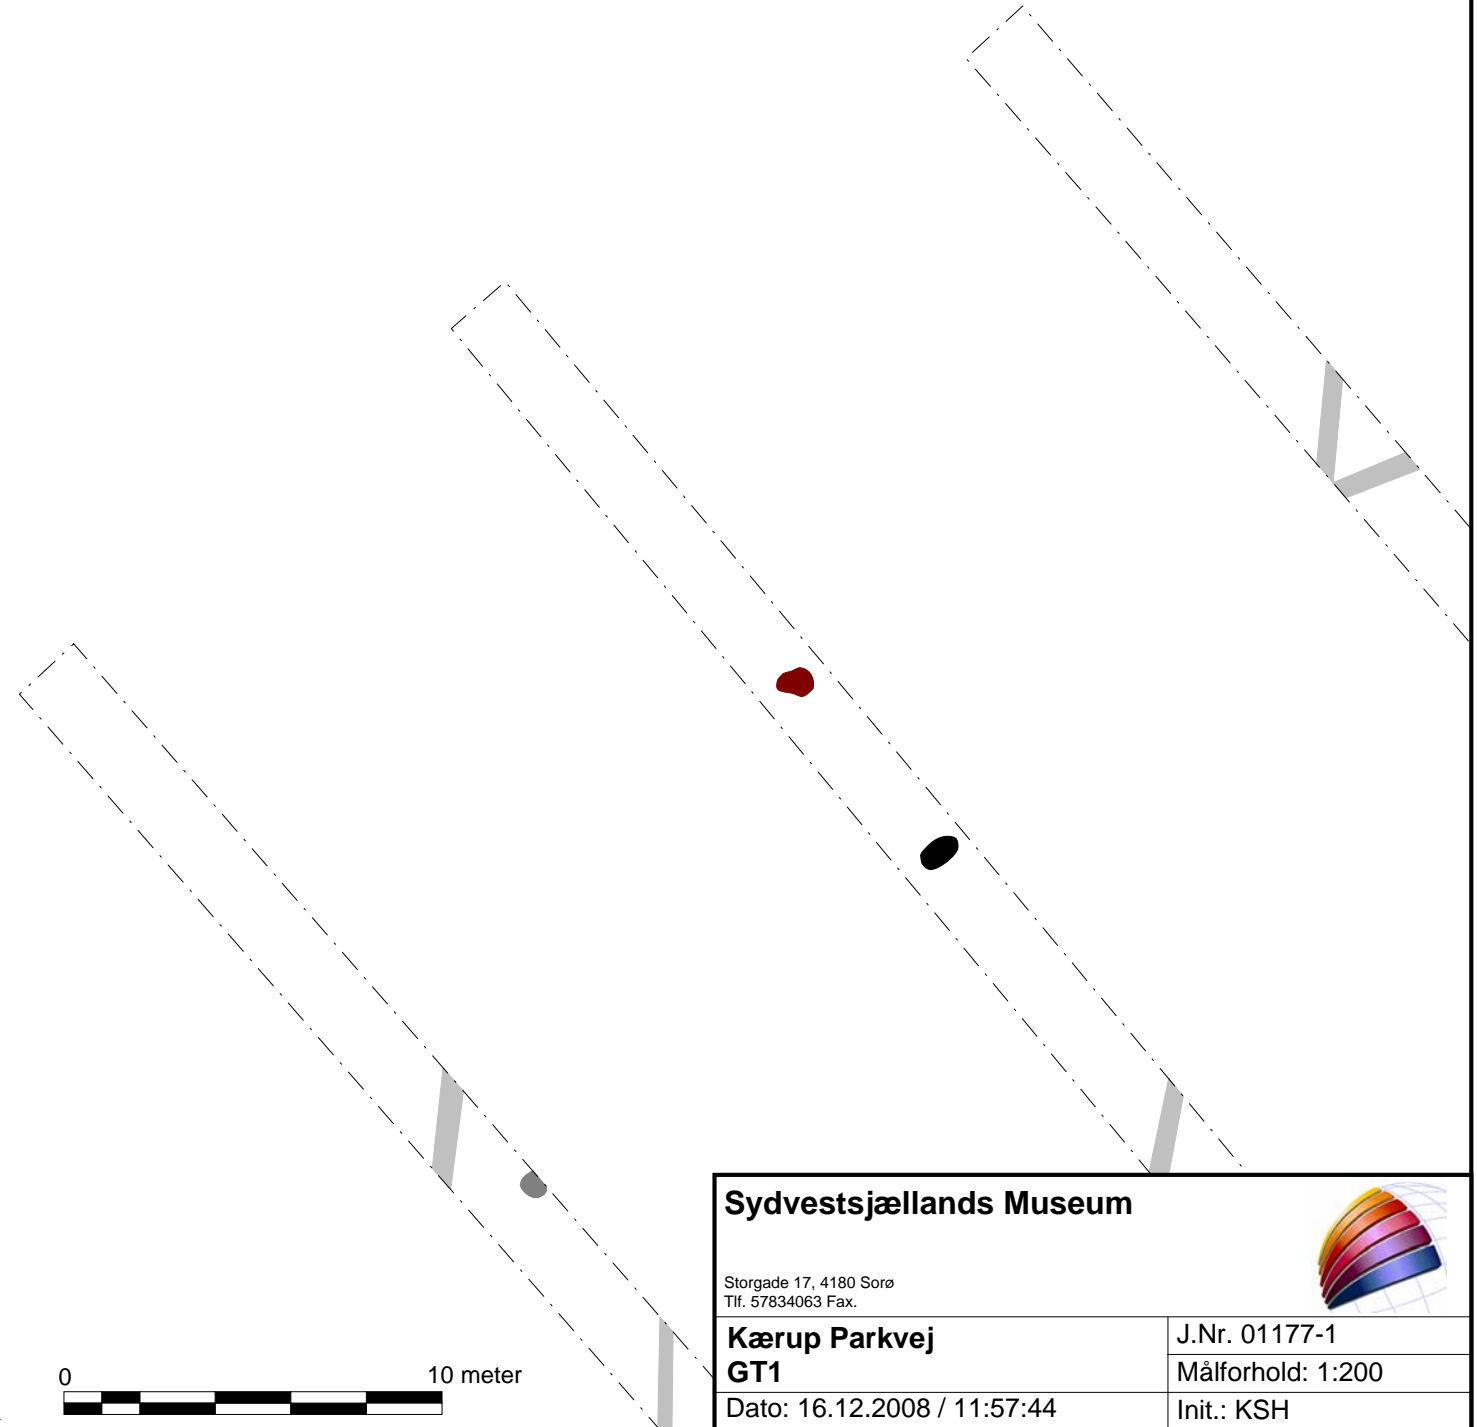 Sydvestsjællands Museum
Storgade 17, 4180 Sorø
Tlf. 57834063 Fax.
Kærup Parkvej
GT1
J.Nr. 01177-1
Målforhold: 1:200
Dato: 16.12.2008 / 11:57:44
Init.: KSH
0 10 meter